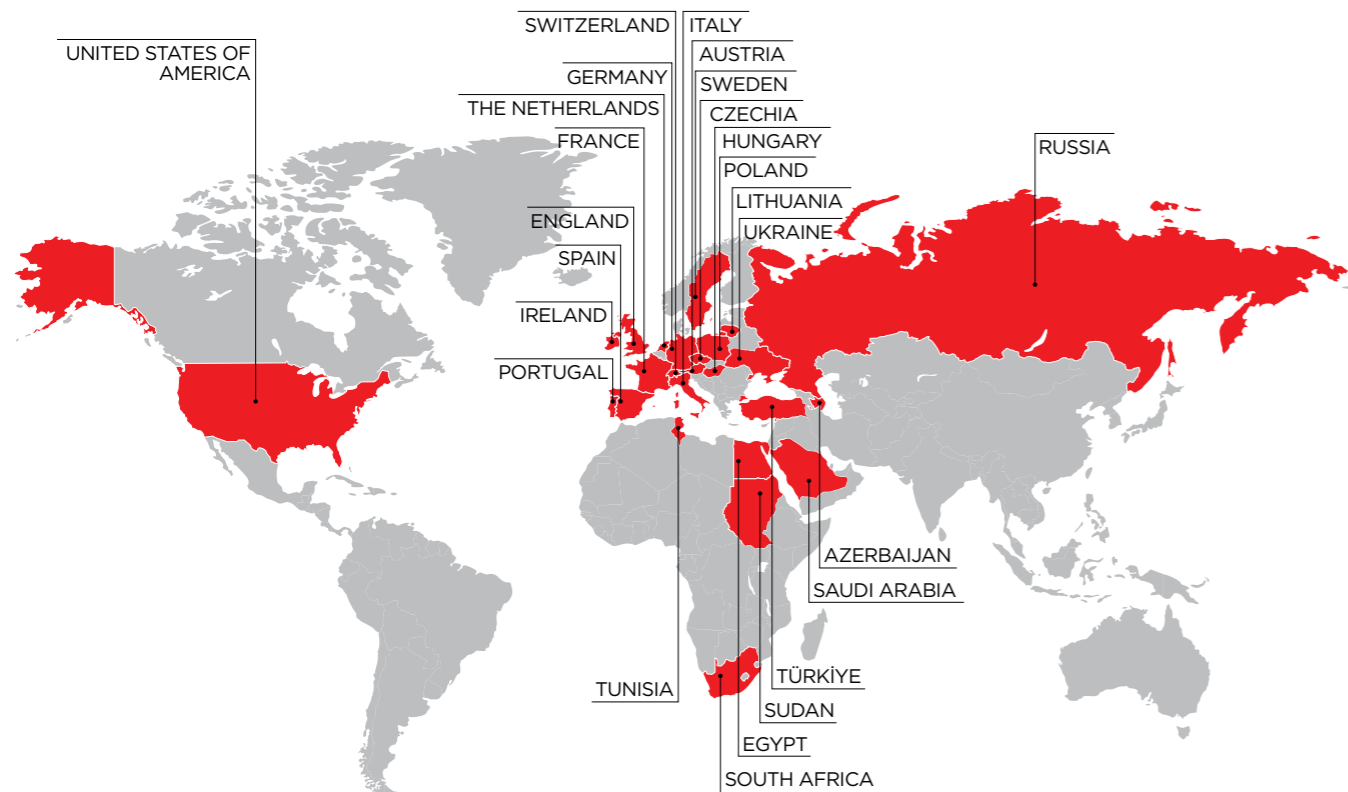 SWITZERLAND
ITALY
UNITED STATES OF
AMERICA
AUSTRIA
GERMANY
SWEDEN
THE NETHERLANDS
CZECHIA
FRANCE
HUNGARY
RUSSIA
POLAND
LITHUANIA
ENGLAND
UKRAINE
SPAIN
IRELAND
PORTUGAL
AZERBAIJAN
SAUDI ARABIA
TÜRKİYE
TUNISIA
SUDAN
EGYPT
SOUTH AFRICA